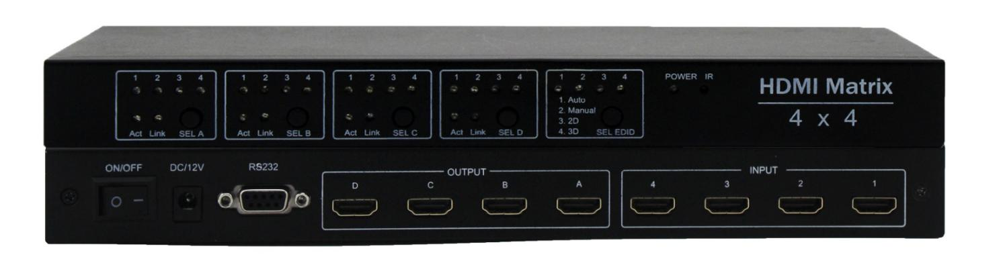 1 2 3 4
Act Link SEL A
1 2 3 4
Act Link SEL B
1 2 3 4
Act Link SEL C
1 2 3 4
Act Link SEL D
1 2 3 4
1. Auto
2. Manual
3. 2D
4. 3D SEL EDID
POWER IR
HDMI Matrix
4 x 4
ON/OFF
DC/12V
RS232
OUTPUT
D C B A
INPUT
4 3 2 1